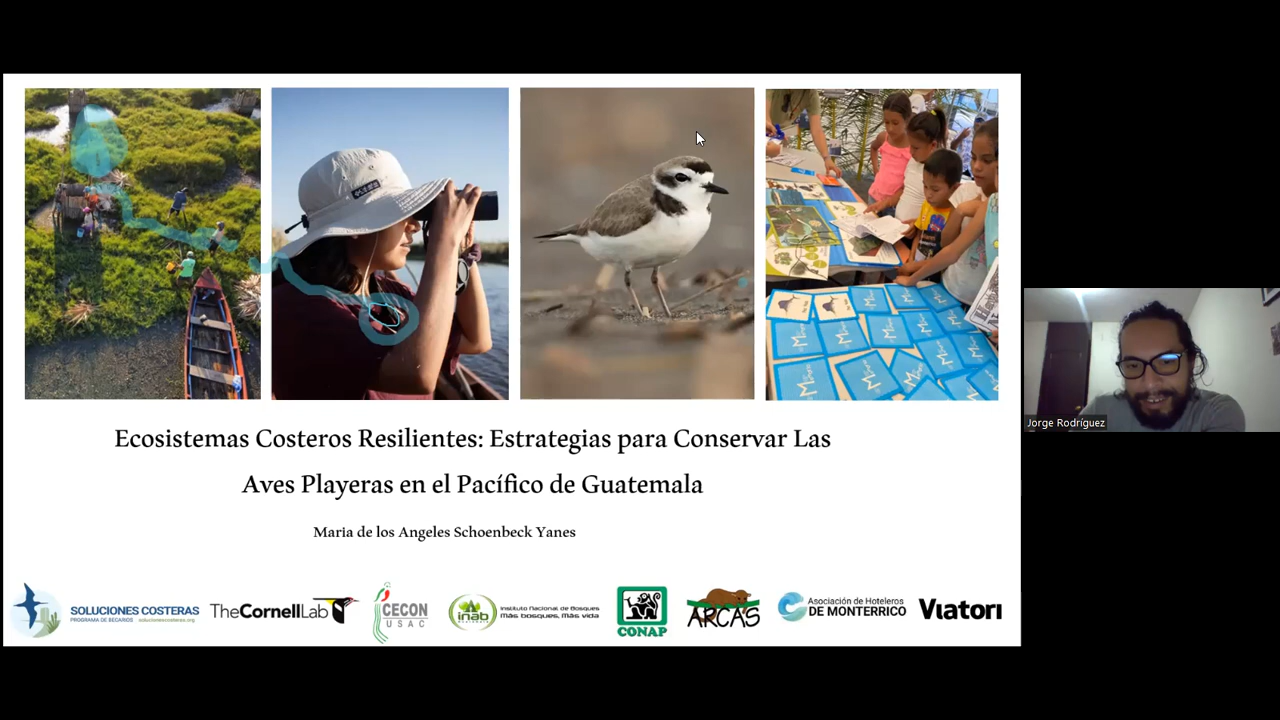 Ecosistemas Costeros Resilientes: Estrategias para Conservar Las
Aves Playeras en el Pacífico de Guatemala
Maria de los Angeles Schoenbeck Yanes
SOLUCIONES COSTERAS
PROGRAMA DE BECARIOS solucionescosteras.org
TheCornellLab
CECON
USAC
inab
Instituto Nacional de Bosques
Más bosques, Más vida
CONAP
ARCAS
Asociación de Hoteleros
DE MONTERRICO
Viatori
Jorge Rodríguez